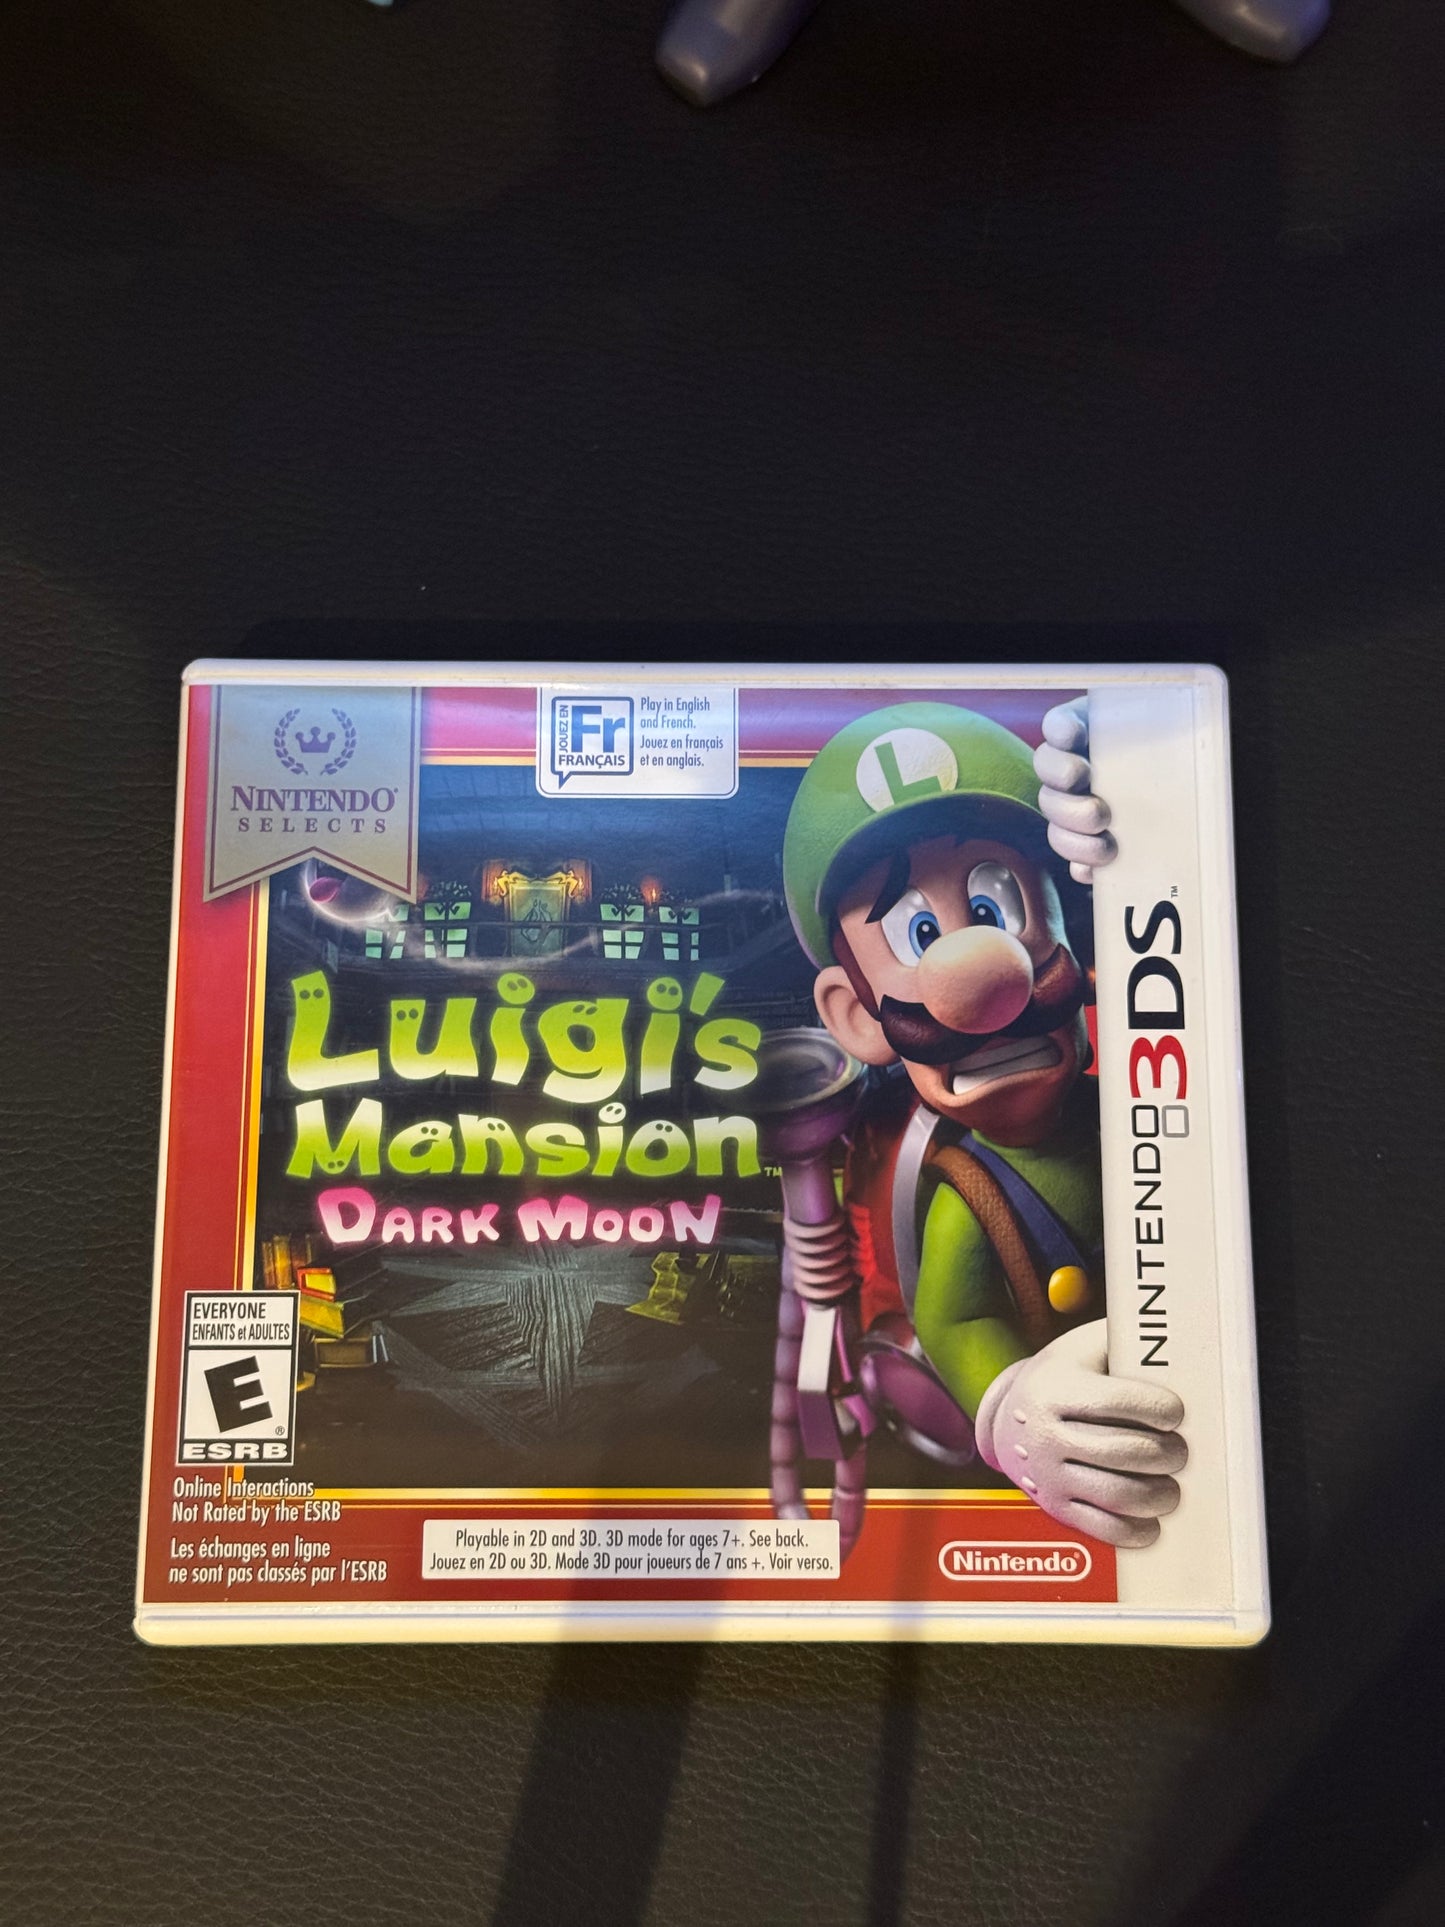 NINTENDO®
SELECTS
JOUEZ EN
Fr
FRANÇAIS
Play in English
and French.
Jouez en français
et en anglais.
L
Luigi's
Mansion™
DARK MOON
NINTENDO3DS™
EVERYONE
ENFANTS et ADULTES
E®
ESRB
Online Interactions
Not Rated by the ESRB
Les échanges en ligne
ne sont pas classés par l'ESRB
Playable in 2D and 3D. 3D mode for ages 7+. See back.
Jouez en 2D ou 3D. Mode 3D pour joueurs de 7 ans +. Voir verso.
Nintendo®